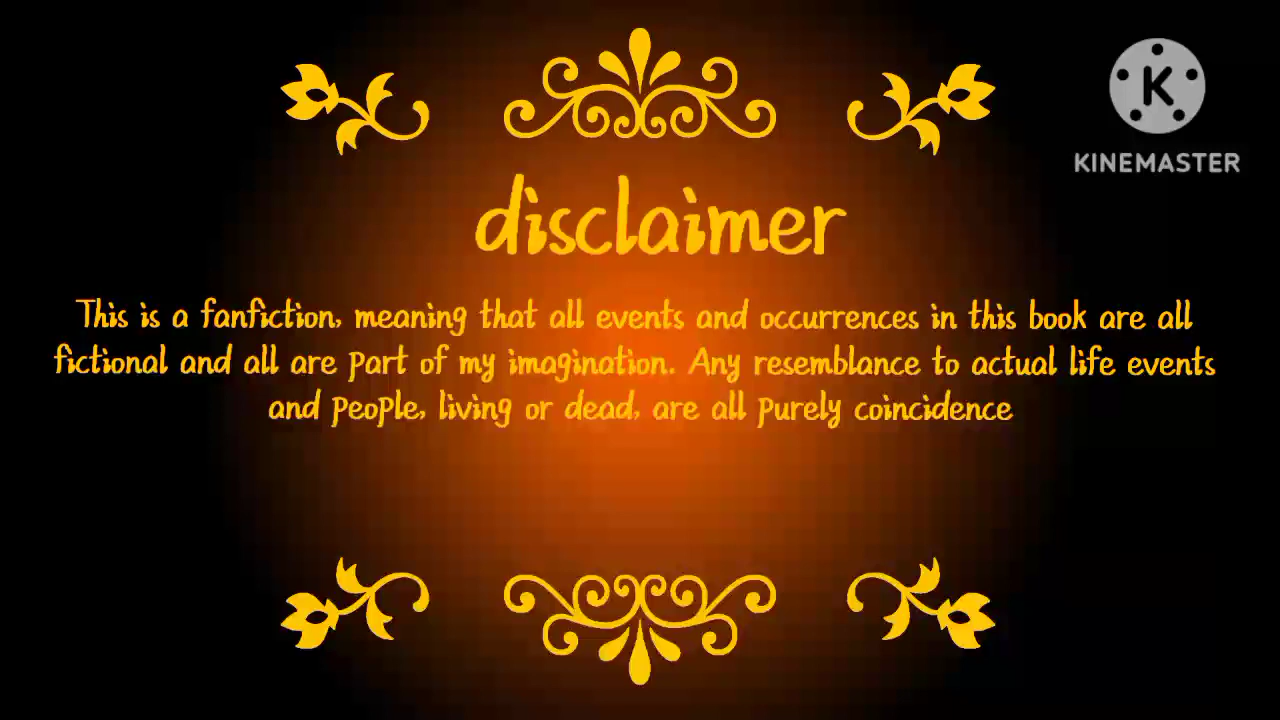 K
KINEMASTER
disclaimer
This is a fanfiction, meaning that all events and occurrences in this book are all
fictional and all are part of my imagination. Any resemblance to actual life events
and people, living or dead, are all purely coincidence